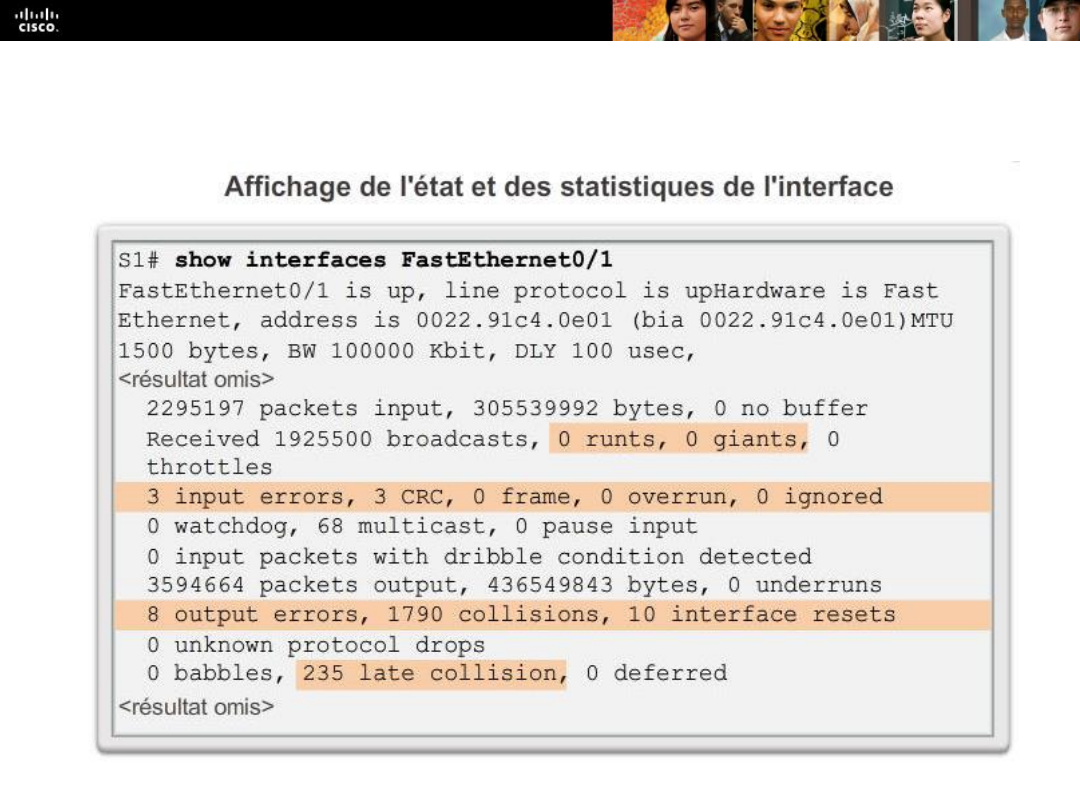 CISCO.
Affichage de l'état et des statistiques de l'interface
S1# show interfaces FastEthernet0/1
FastEthernet0/1 is up, line protocol is upHardware is Fast
Ethernet, address is 0022.91c4.0e01 (bia 0022.91c4.0e01)MTU
1500 bytes, BW 100000 Kbit, DLY 100 usec,
<résultat omis>
2295197 packets input, 305539992 bytes, 0 no buffer
Received 1925500 broadcasts, 0 runts, 0 giants, 0
throttles
3 input errors, 3 CRC, 0 frame, 0 overrun, 0 ignored
0 watchdog, 68 multicast, 0 pause input
0 input packets with dribble condition detected
3594664 packets output, 436549843 bytes, 0 underruns
8 output errors, 1790 collisions, 10 interface resets
0 unknown protocol drops
0 babbles, 235 late collision, 0 deferred
<résultat omis>